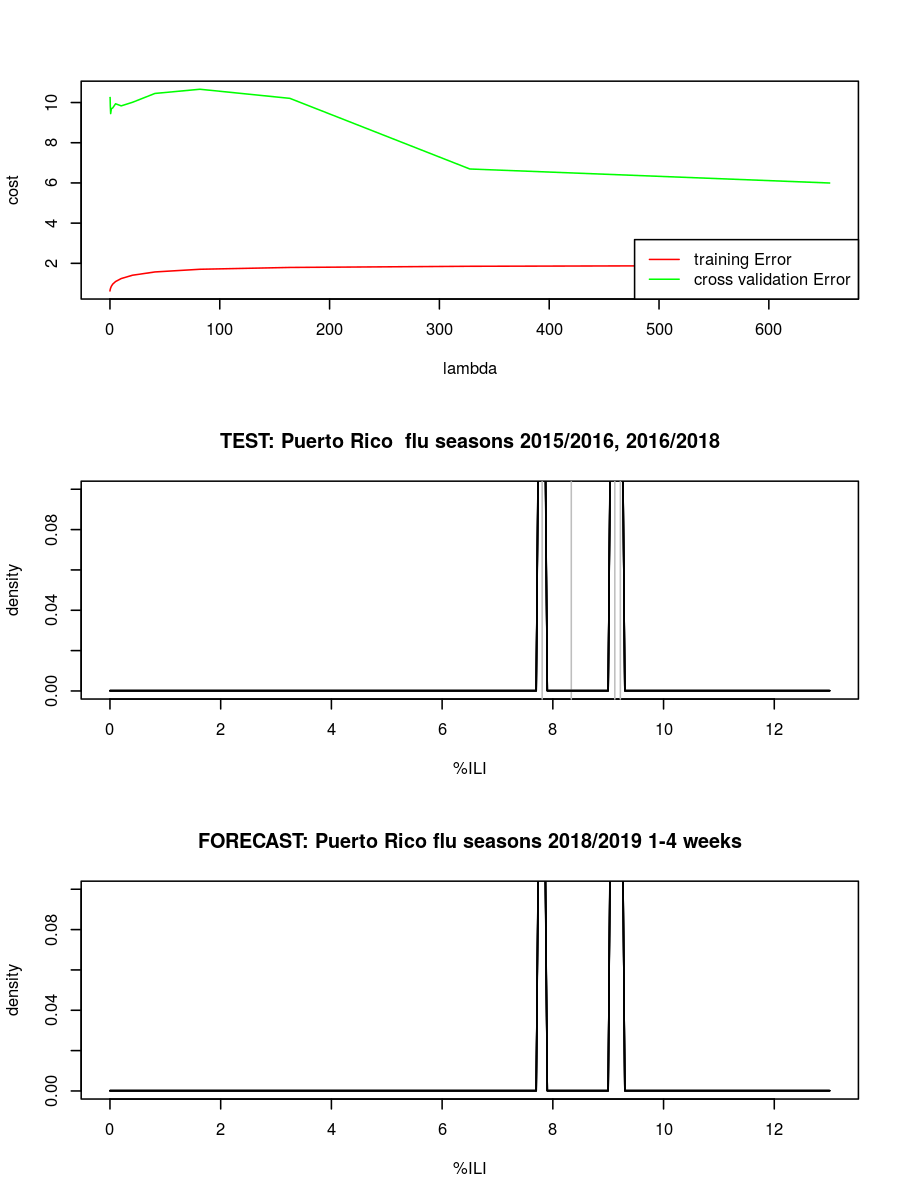 10
8
6
4
2
cost
training Error
cross validation Error
0 100 200 300 400 500 600
lambda
TEST: Puerto Rico  flu seasons 2015/2016, 2016/2018
0.08
0.04
0.00
density
0 2 4 6 8 10 12
%ILI
FORECAST: Puerto Rico flu seasons 2018/2019 1-4 weeks
0.08
0.04
0.00
density
0 2 4 6 8 10 12
%ILI